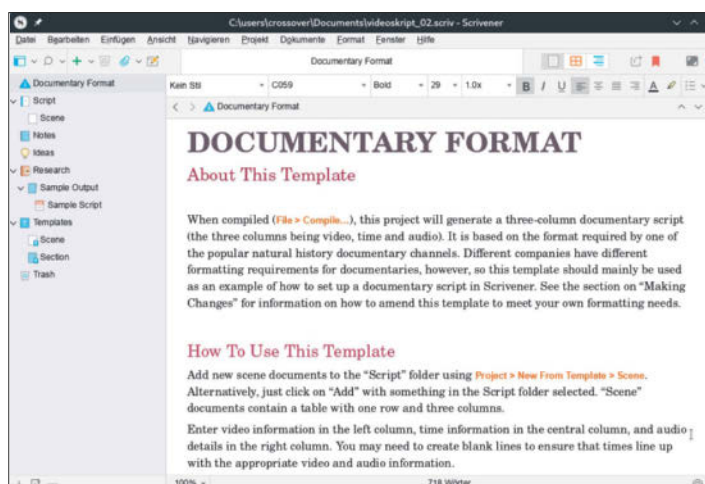 C:\users\crossover\Documents\videoskript_02.scriv - Scrivener
Datei Bearbeiten Einfügen Ansicht Navigieren Projekt Dokumente Format Fenster Hilfe
Documentary Format
Documentary Format
Kein Stil C059 Bold 29 1.0x B I U A
Script
Documentary Format
Scene
Notes
Ideas
Research
Sample Output
Sample Script
Templates
Scene
Section
Trash
DOCUMENTARY FORMAT
About This Template
When compiled (File > Compile...), this project will generate a three-column documentary script
(the three columns being video, time and audio). It is based on the format required by one of
the popular natural history documentary channels. Different companies have different
formatting requirements for documentaries, however, so this template should mainly be used
as an example of how to set up a documentary script in Scrivener. See the section on “Making
Changes” for information on how to amend this template to meet your own formatting needs.
How To Use This Template
Add new scene documents to the “Script” folder using Project > New From Template > Scene.
Alternatively, just click on “Add” with something in the Script folder selected. “Scene”
documents contain a table with one row and three columns.
Enter video information in the left column, time information in the central column, and audio
details in the right column. You may need to create blank lines to ensure that times line up
with the appropriate video and audio information.
100% 718 Wörter